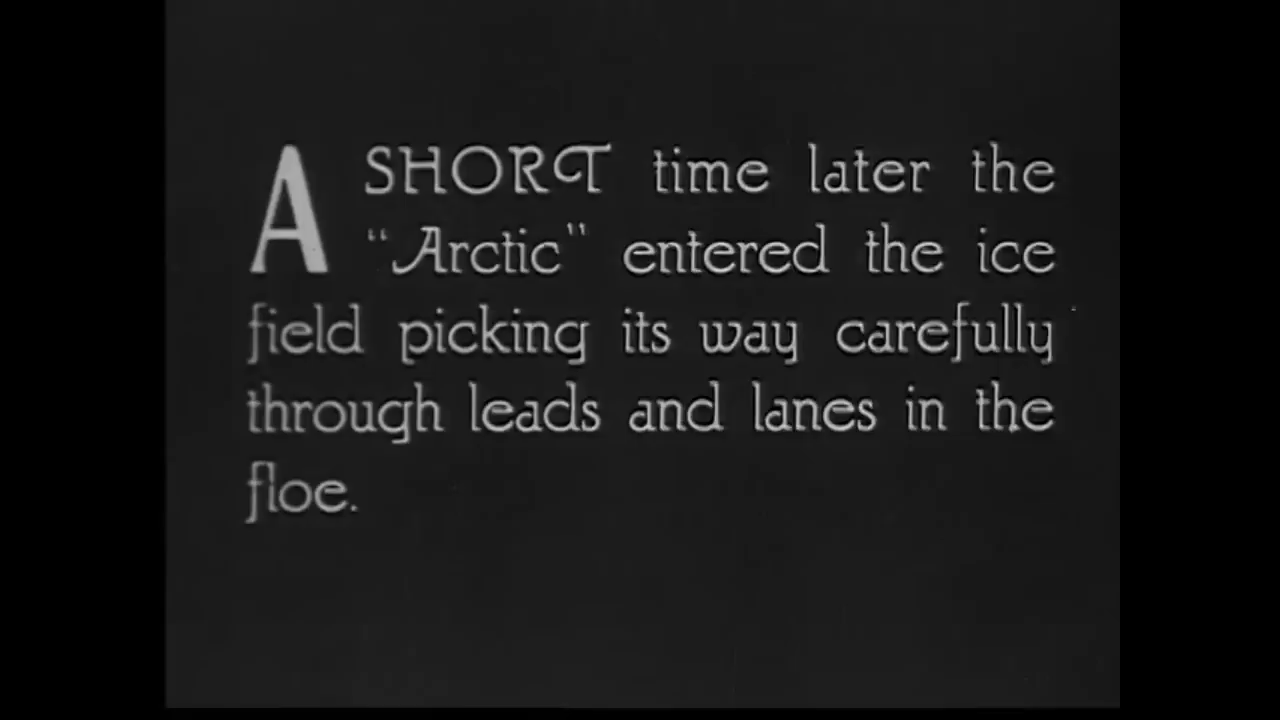 A SHORT time later the
"Arctic" entered the ice
field picking its way carefully
through leads and lanes in the
floe.